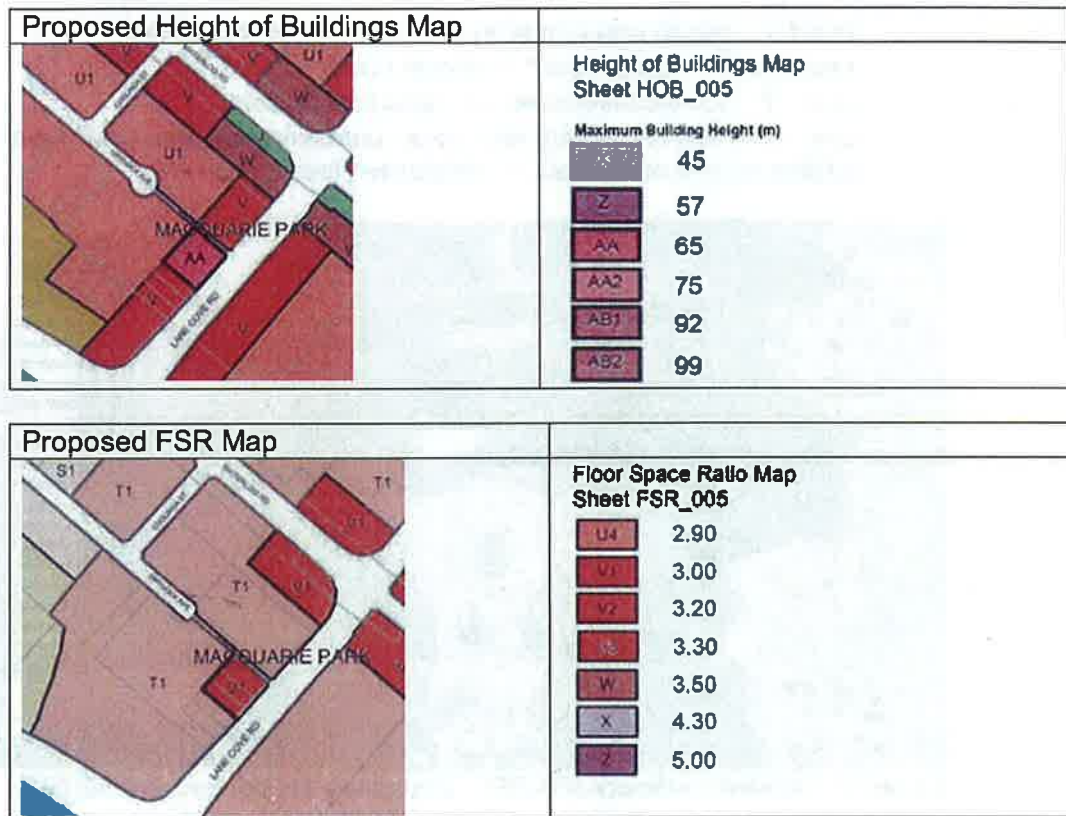 Proposed Height of Buildings Map
U1
V
U1
V
W
U1
W
V
MACQUARIE PARK
AA
V
LANE COVE RD
V
Height of Buildings Map
Sheet HOB_005
Maximum Building Height (m)
45
Z 57
AA 65
AA2 75
AB1 92
AB2 99
Proposed FSR Map
S1
T1
T1
T1
V1
MACQUARIE PARK
T1
LANE COVE RD
Floor Space Ratio Map
Sheet FSR_005
U4 2.90
V1 3.00
V2 3.20
3.30
W 3.50
X 4.30
Z 5.00